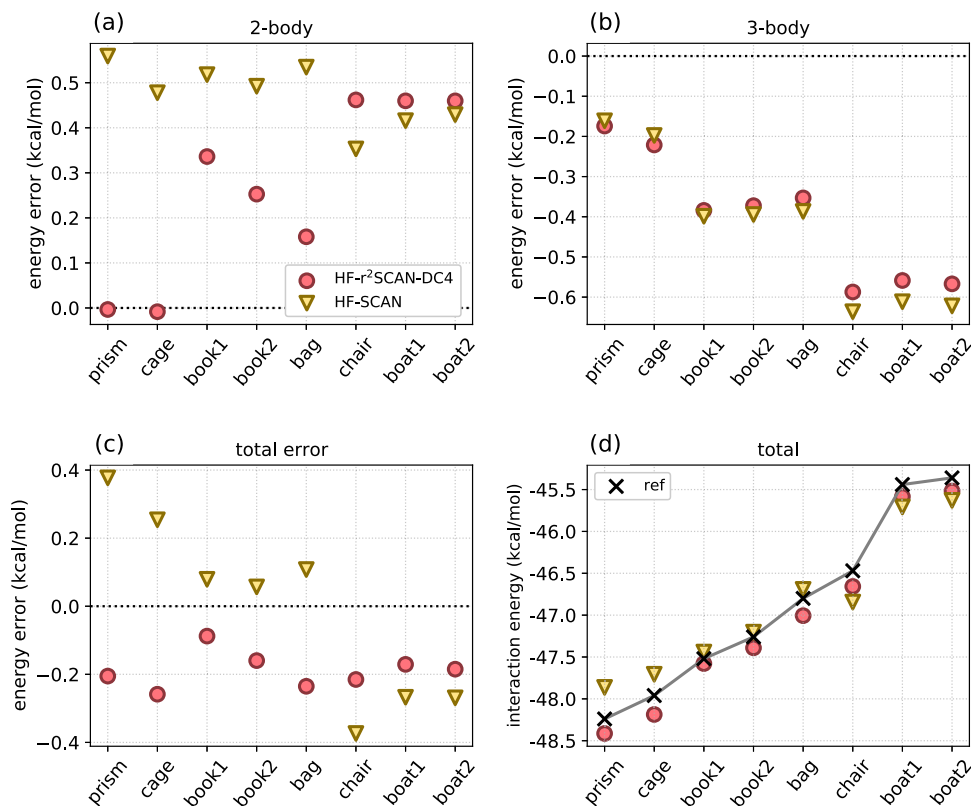 (a)
2-body
energy error (kcal/mol)
0.5
0.4
0.3
0.2
0.1
0.0
HF-r²SCAN-DC4
HF-SCAN
prism
cage
book1
book2
bag
chair
boat1
boat2
(b)
3-body
energy error (kcal/mol)
0.0
−0.1
−0.2
−0.3
−0.4
−0.5
−0.6
prism
cage
book1
book2
bag
chair
boat1
boat2
(c)
total error
energy error (kcal/mol)
0.4
0.2
0.0
−0.2
−0.4
prism
cage
book1
book2
bag
chair
boat1
boat2
(d)
total
interaction energy (kcal/mol)
ref
-45.5
-46.0
-46.5
-47.0
-47.5
-48.0
-48.5
prism
cage
book1
book2
bag
chair
boat1
boat2